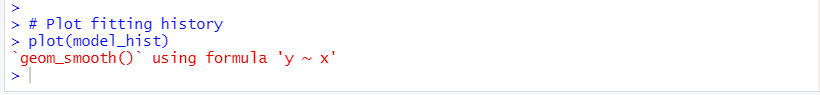 >
> # Plot fitting history
> plot(model_hist)
`geom_smooth()` using formula 'y ~ x'
>